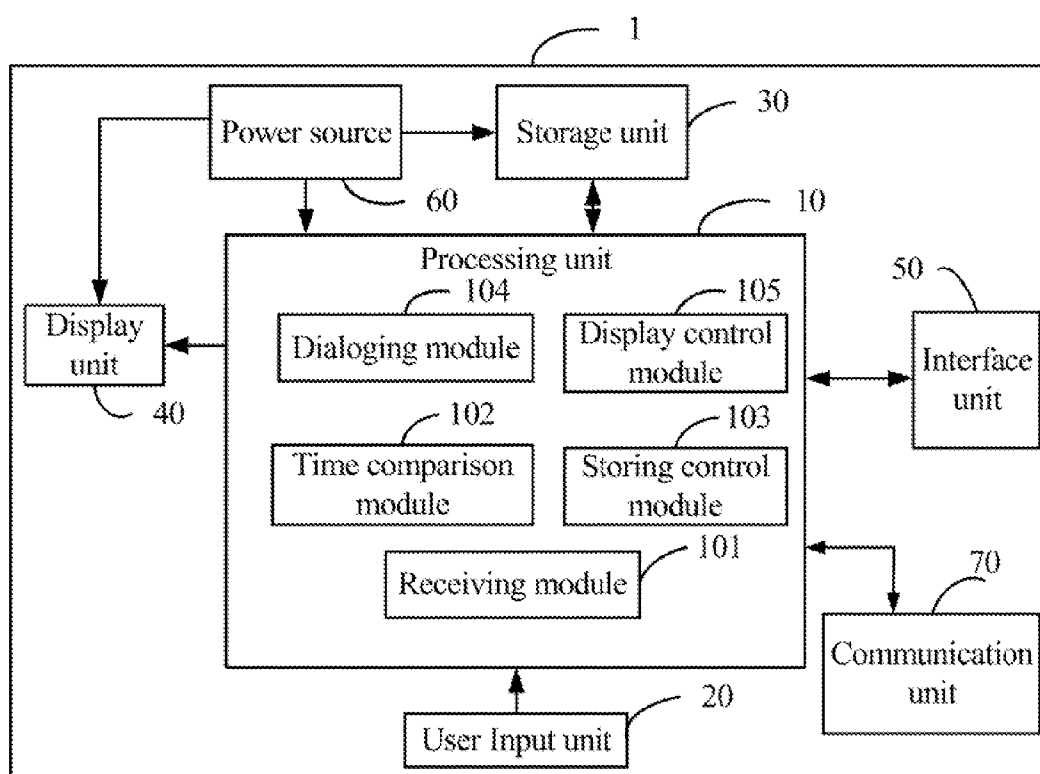 1
Power source
Storage unit
30
60
10
Processing unit
104
105
50
Display
unit
Dialoging module
Display control
module
Interface
unit
40
102
103
Time comparison
module
Storing control
module
101
Receiving module
70
Communication
unit
20
User Input unit